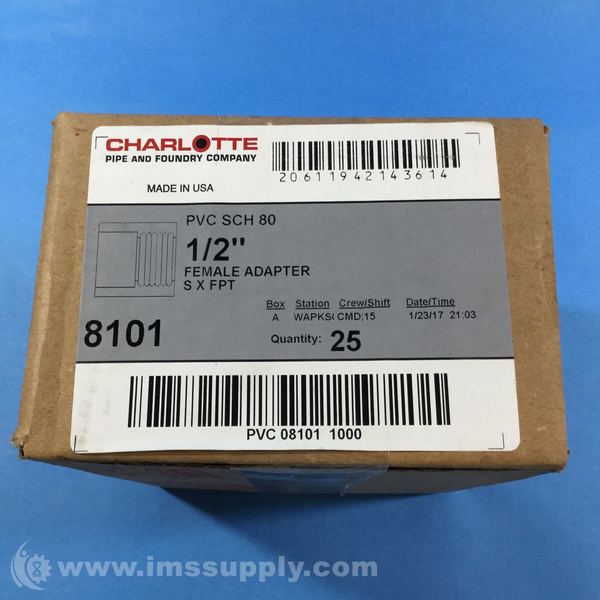 CHARLOTTE
PIPE AND FOUNDRY COMPANY
20611942143614
MADE IN USA
PVC SCH 80
1/2"
FEMALE ADAPTER
S X FPT
Box Station Crew/Shift Date/Time
A WAPKS CMD;15 1/23/17 21:03
8101
Quantity: 25
PVC 08101 1000
www.imssupply.com